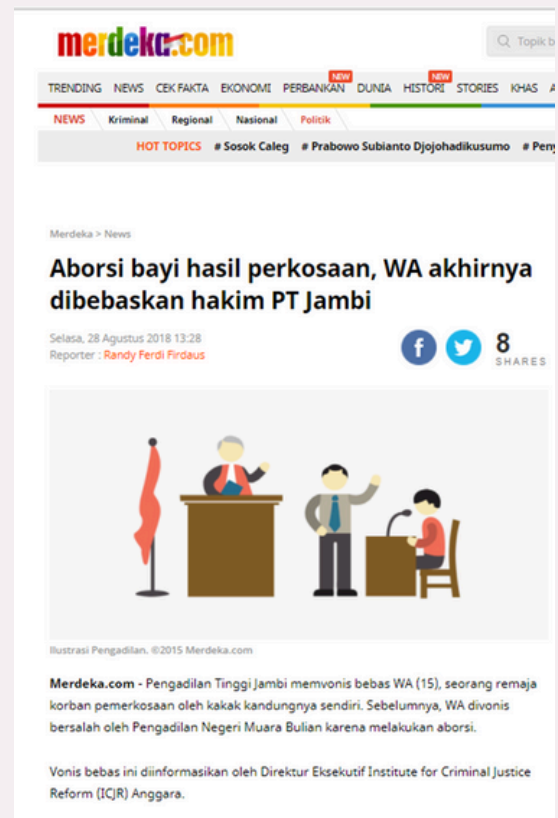 merdeka.com
Topik b
TRENDING NEWS CEK FAKTA EKONOMI PERBANKAN NEW DUNIA HISTORI NEW STORIES KHAS A
NEWS Kriminal Regional Nasional Politik
HOT TOPICS # Sosok Caleg # Prabowo Subianto Djojohadikusumo # Peny
Merdeka > News
Aborsi bayi hasil perkosaan, WA akhirnya
dibebaskan hakim PT Jambi
Selasa, 28 Agustus 2018 13:28
Reporter : Randy Ferdi Firdaus
8
SHARES
Ilustrasi Pengadilan. ©2015 Merdeka.com
Merdeka.com - Pengadilan Tinggi Jambi memvonis bebas WA (15), seorang remaja
korban pemerkosaan oleh kakak kandungnya sendiri. Sebelumnya, WA divonis
bersalah oleh Pengadilan Negeri Muara Bulian karena melakukan aborsi.
Vonis bebas ini diinformasikan oleh Direktur Eksekutif Institute for Criminal Justice
Reform (ICJR) Anggara.